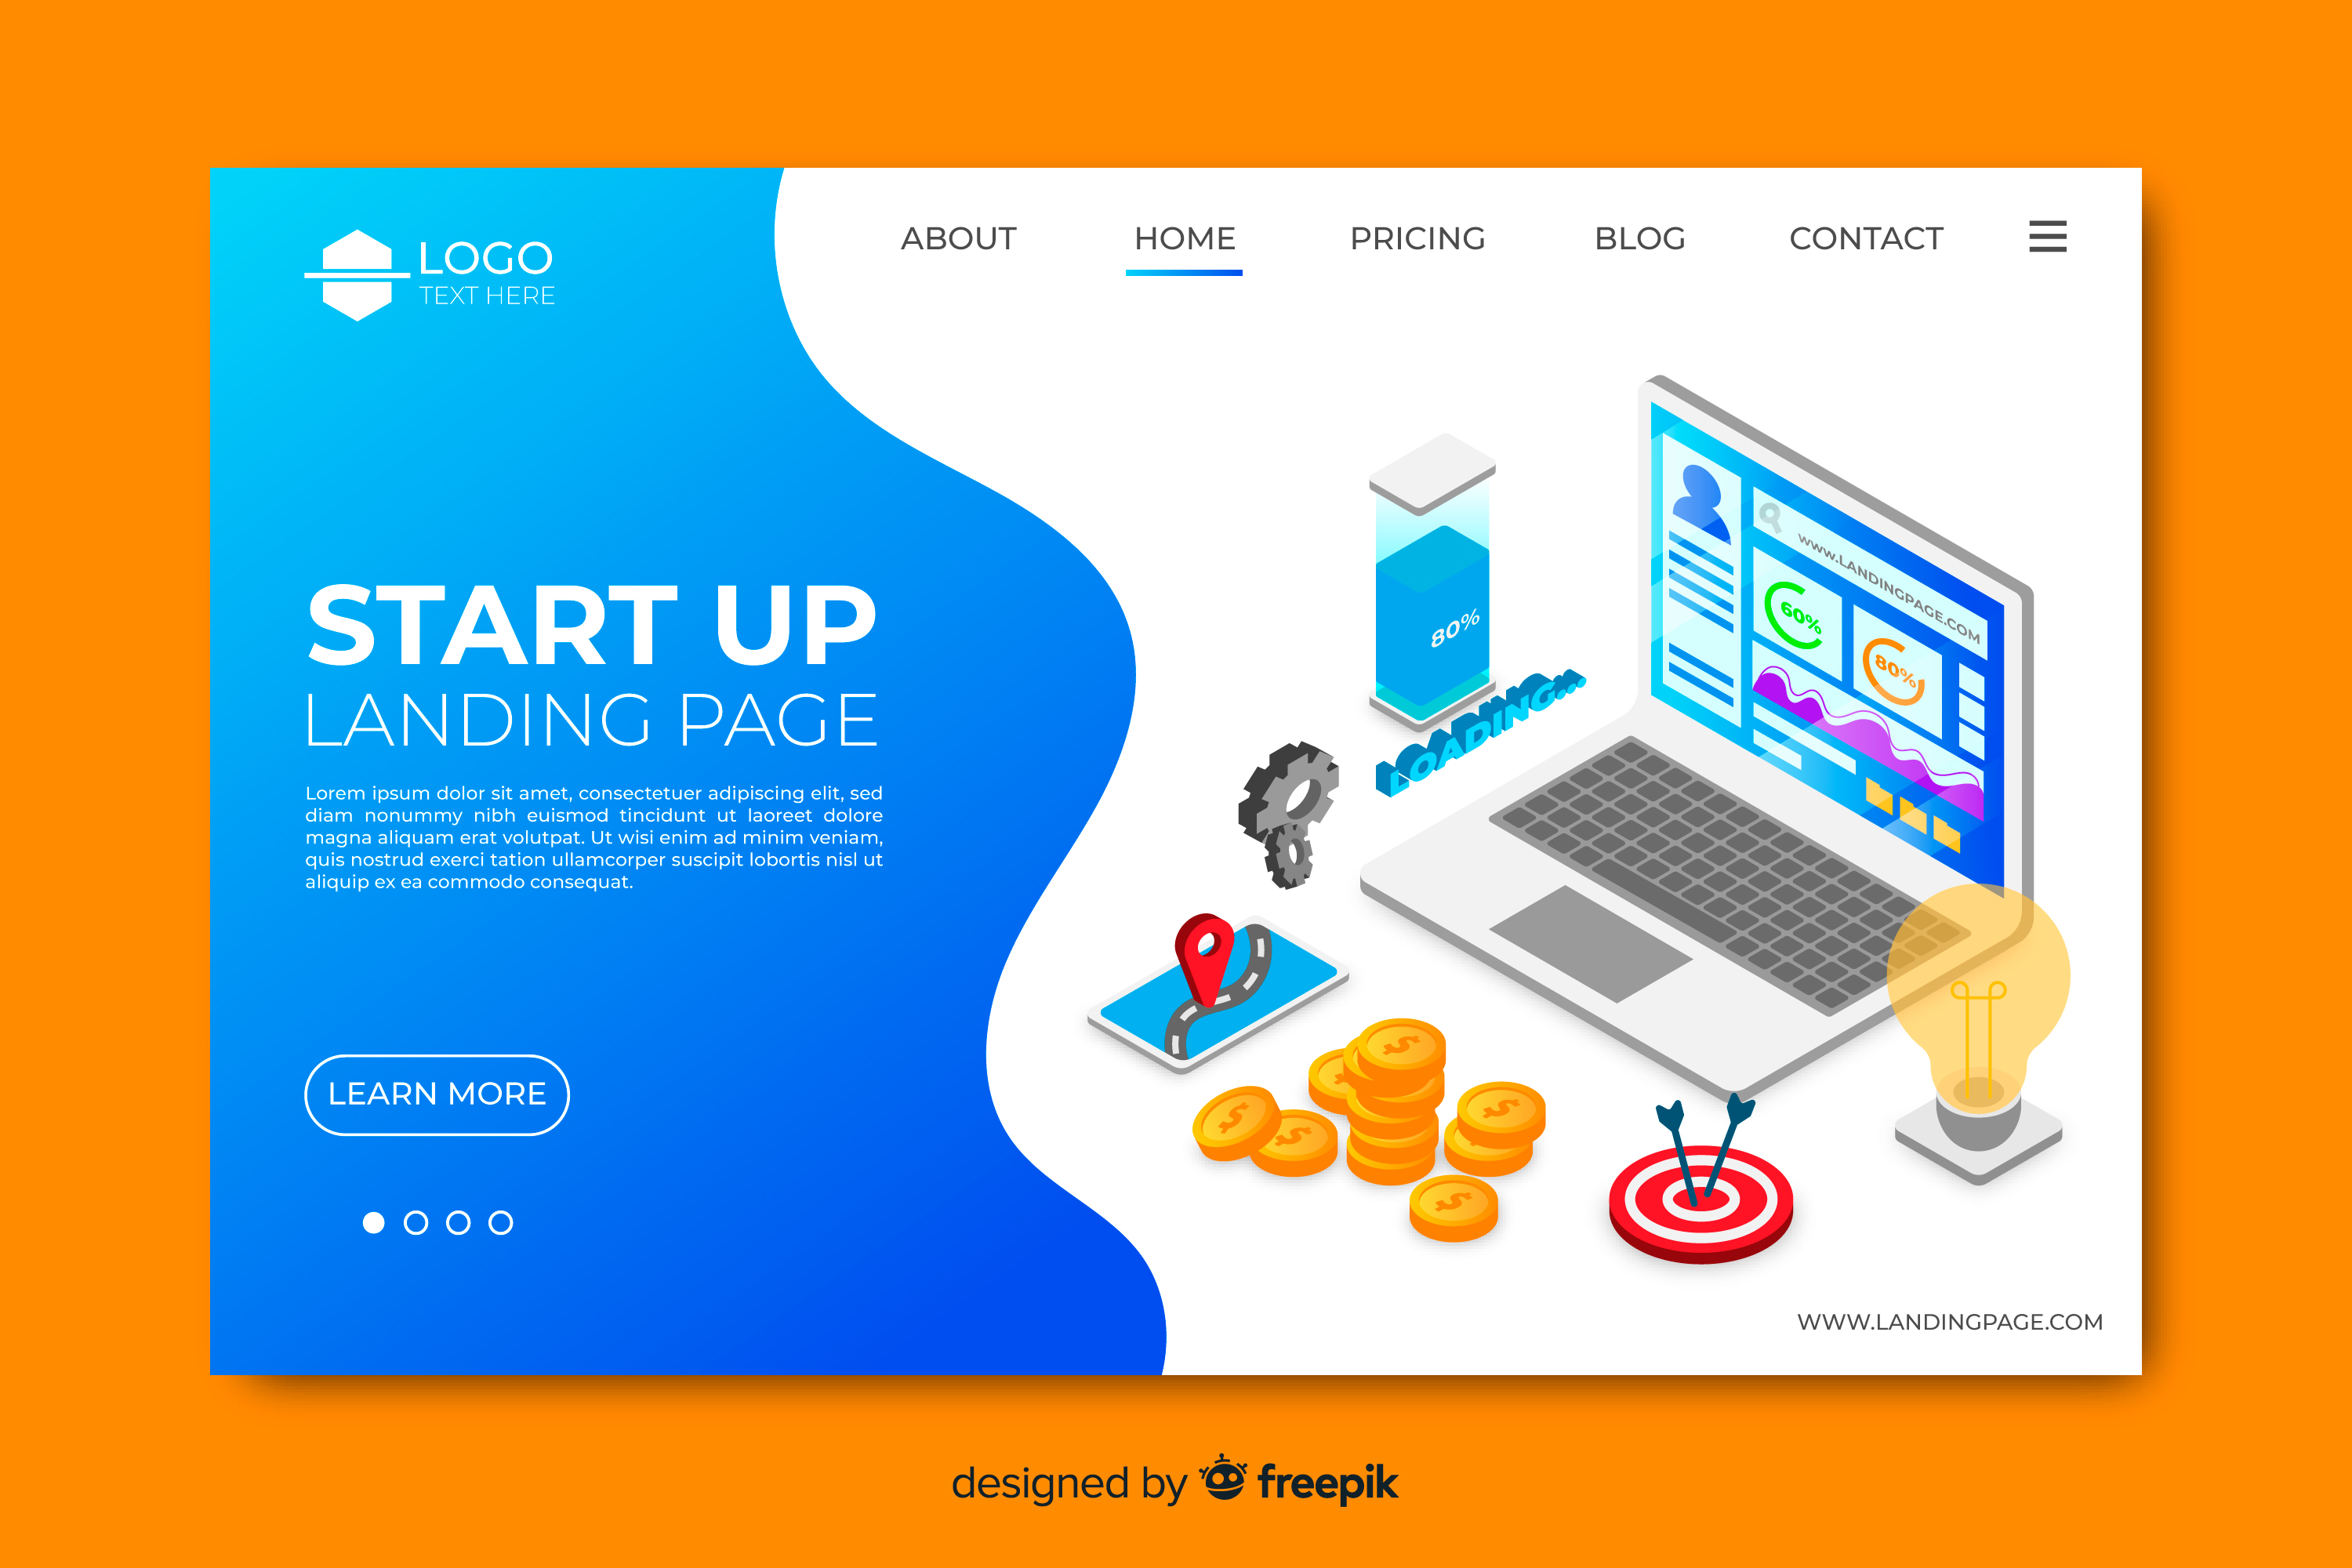 LOGO
TEXT HERE
ABOUT HOME PRICING BLOG CONTACT
START UP
LANDING PAGE
Lorem ipsum dolor sit amet, consectetuer adipiscing elit, sed
diam nonummy nibh euismod tincidunt ut laoreet dolore
magna aliquam erat volutpat. Ut wisi enim ad minim veniam,
quis nostrud exerci tation ullamcorper suscipit lobortis nisl ut
aliquip ex ea commodo consequat.
LEARN MORE
80%
LOADING...
www.LANDINGPAGE.COM
60%
80%
$
$
$
$
$
$
WWW.LANDINGPAGE.COM
designed by freepik